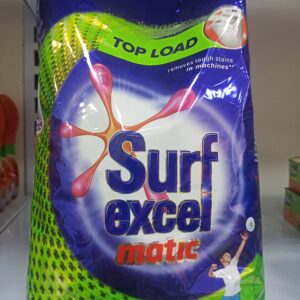 TOP LOAD
removes tough stains
in machines**
Surf
excel
matic